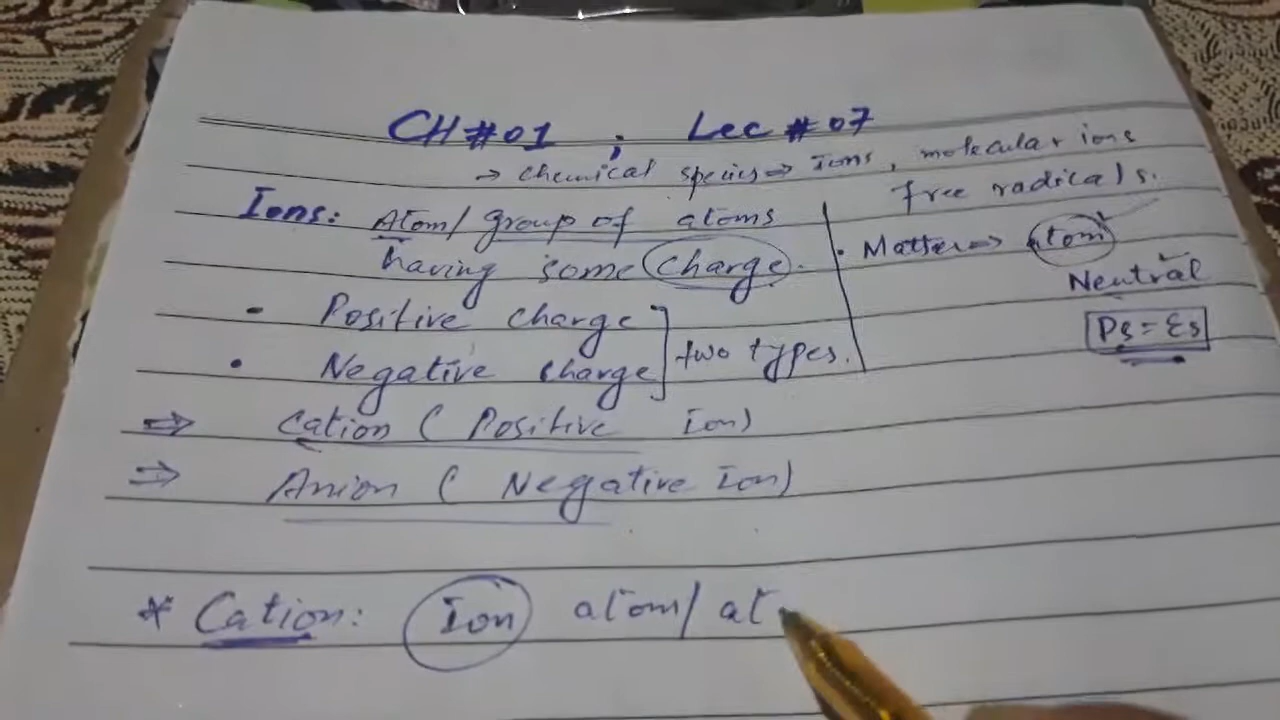 CH #01 ; Lec #07
→ chemical species ⇒ Ions, molecular ions
free radicals.
Ions: Atom/ group of atoms
having some charge.
• Matter ⇒ atom
Neutral
- Positive charge
• Negative charge
two types.
⇒ Cation ( Positive Ion)
⇒ Anion ( Negative Ion)
* Cation: Ion atom/ at